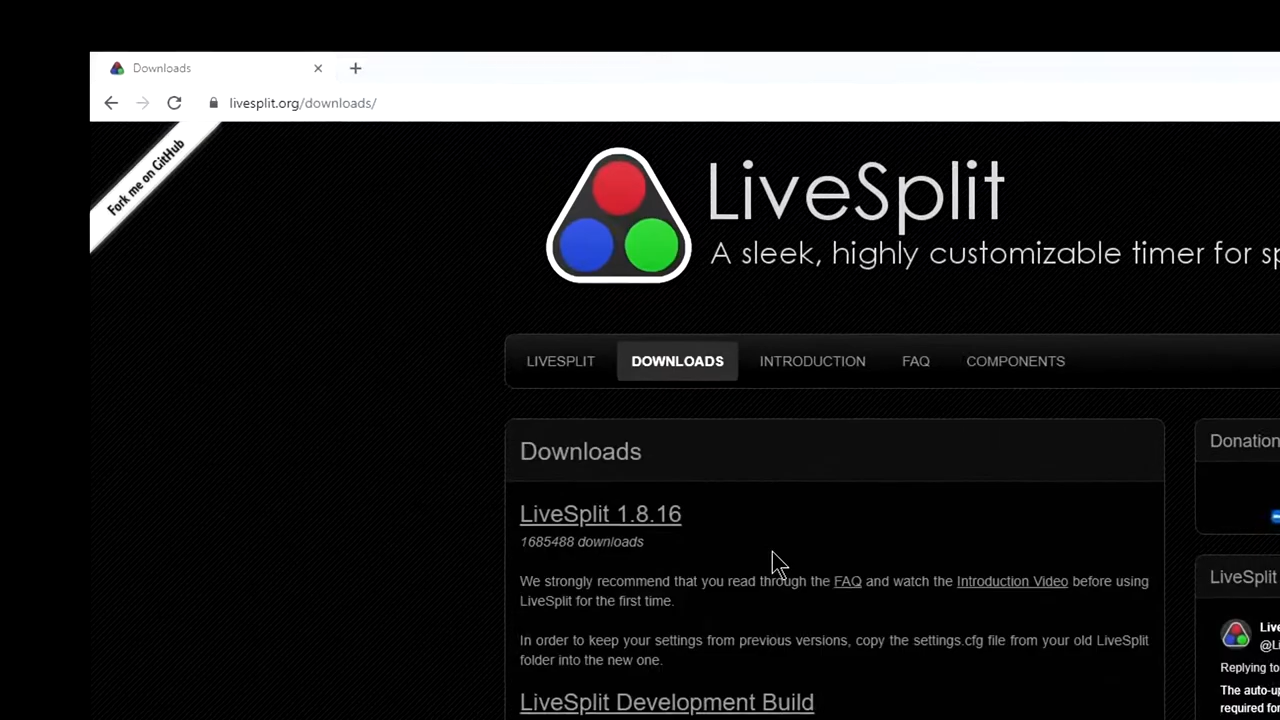 Downloads
livesplit.org/downloads/
Fork me on GitHub
LiveSplit
A sleek, highly customizable timer for sp
LIVESPLIT DOWNLOADS INTRODUCTION FAQ COMPONENTS
Downloads
LiveSplit 1.8.16
1685488 downloads
We strongly recommend that you read through the FAQ and watch the Introduction Video before using
LiveSplit for the first time.
In order to keep your settings from previous versions, copy the settings.cfg file from your old LiveSplit
folder into the new one.
LiveSplit Development Build
Donation
LiveSplit
Live
@Li
Replying to
The auto-up
required for